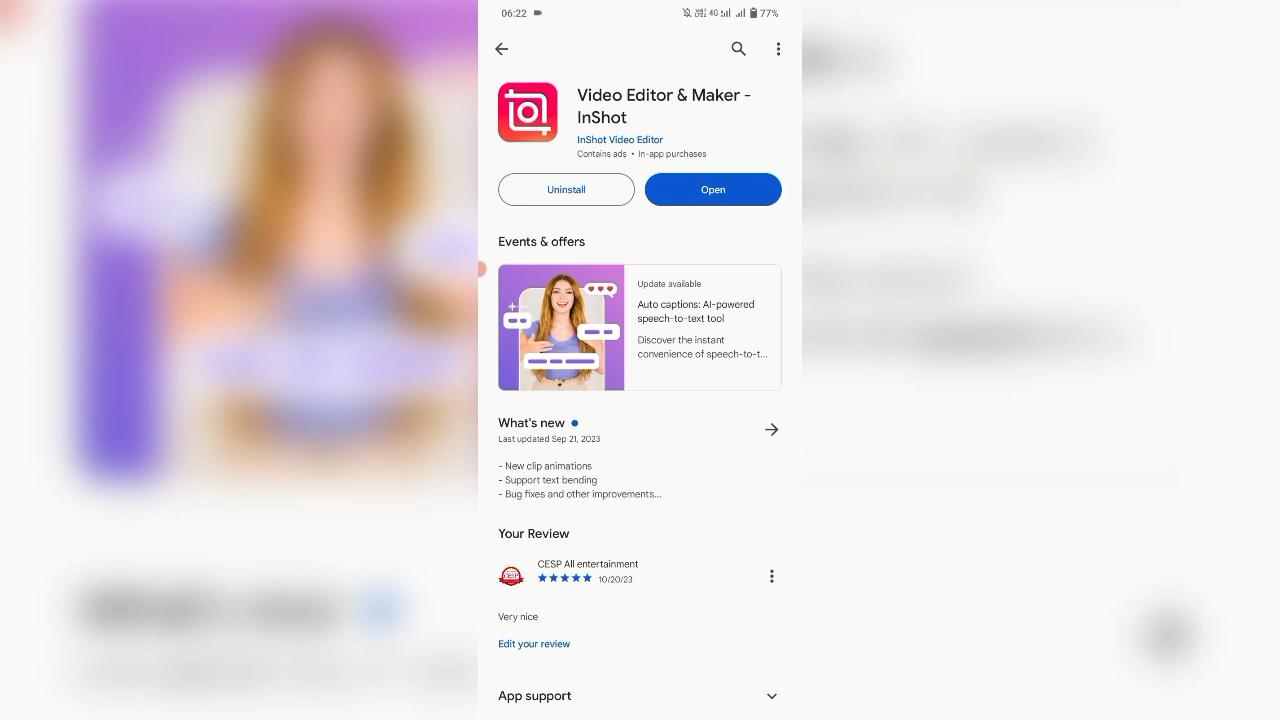 06:22
4G
77%
Video Editor & Maker -
InShot
InShot Video Editor
Contains ads • In-app purchases
Uninstall
Open
Events & offers
Update available
Auto captions: AI-powered
speech-to-text tool
Discover the instant
convenience of speech-to-t...
What's new
Last updated Sep 21, 2023
- New clip animations
- Support text bending
- Bug fixes and other improvements...
Your Review
CESP All entertainment
CESP
10/20/23
Very nice
Edit your review
App support